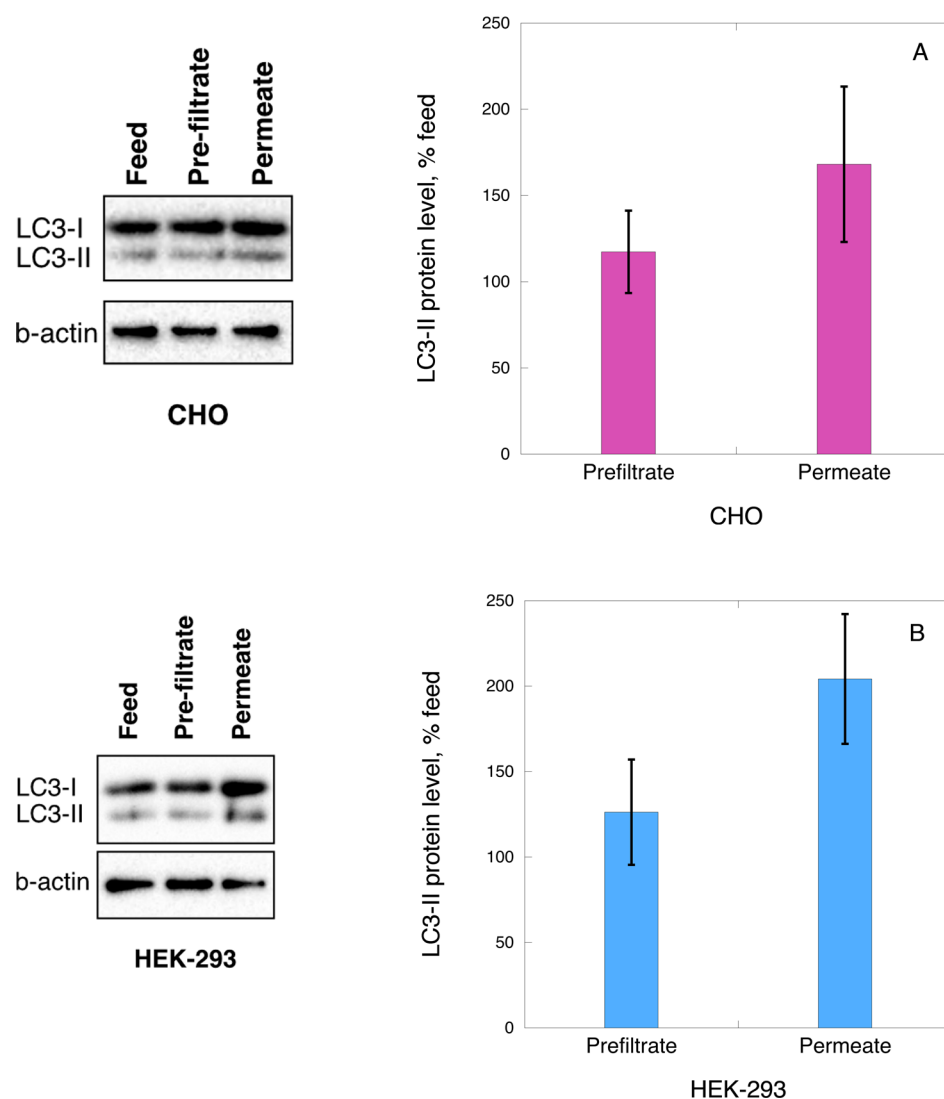 Feed
Pre-filtrate
Permeate
LC3-I
LC3-II
b-actin
CHO
A
LC3-II protein level, % feed
250
200
150
100
50
0
Prefiltrate
Permeate
CHO
Feed
Pre-filtrate
Permeate
LC3-I
LC3-II
b-actin
HEK-293
B
LC3-II protein level, % feed
250
200
150
100
50
0
Prefiltrate
Permeate
HEK-293